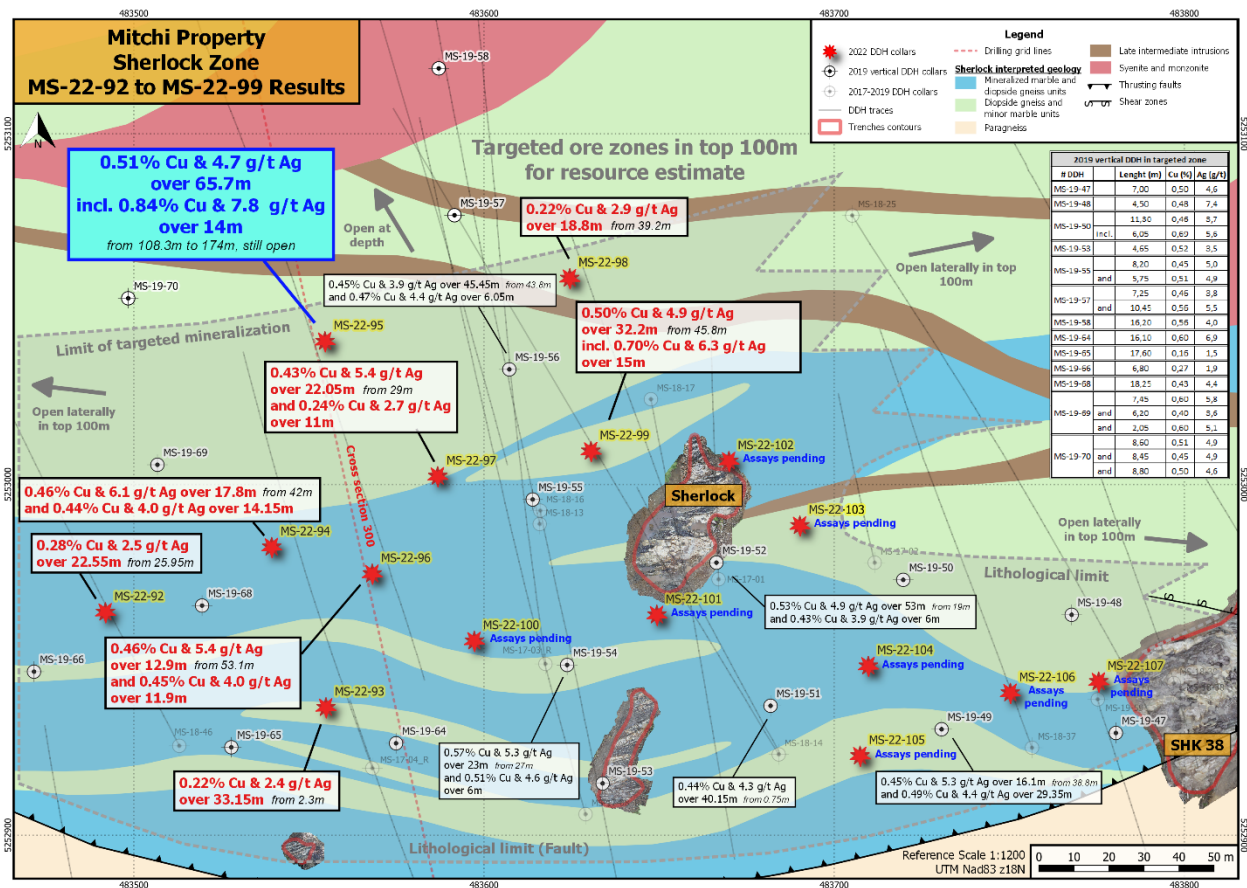 483500
483600
483700
483800
Mitchi Property
Sherlock Zone
MS-22-92 to MS-22-99 Results
N
5253100
5253100
5253000
5253000
5252900
5252900
Legend
2022 DDH collars
2019 vertical DDH collars
2017-2019 DDH collars
DDH traces
Trenches contours
Drilling grid lines
Sherlock interpreted geology
Mineralized marble and
diopside gneiss units
Diopside gneiss and
minor marble units
Paragneiss
Late intermediate intrusions
Syenite and monzonite
Thrusting faults
Shear zones
2019 vertical DDH in targeted zone
# DDH Lenght (m) Cu (%) Ag (g/t)
MS-19-47 7,00 0,50 4,6
MS-19-48 4,50 0,48 7,4
MS-19-50 11,30 0,46 3,7
incl. 6,05 0,69 5,6
MS-19-53 4,65 0,52 3,5
MS-19-55 8,20 0,45 5,0
and 5,75 0,51 4,9
MS-19-57 7,25 0,46 3,8
and 10,45 0,56 5,5
MS-19-58 16,20 0,56 4,0
MS-19-64 16,10 0,60 6,9
MS-19-65 17,60 0,16 1,5
MS-19-66 6,80 0,27 1,9
MS-19-68 18,25 0,43 4,4
MS-19-69 7,45 0,60 5,8
and 6,20 0,40 3,6
and 2,05 0,60 5,1
MS-19-70 8,60 0,51 4,9
and 8,45 0,45 4,9
and 8,80 0,50 4,6
MS-19-58
Targeted ore zones in top 100m
for resource estimate
0.51% Cu & 4.7 g/t Ag
over 65.7m
incl. 0.84% Cu & 7.8 g/t Ag
over 14m
from 108.3m to 174m, still open
Open at
depth
MS-19-57
0.22% Cu & 2.9 g/t Ag
over 18.8m from 39.2m
MS-18-25
Open laterally in top
100m
MS-22-98
MS-19-70
0.45% Cu & 3.9 g/t Ag over 45.45m from 43.8m
and 0.47% Cu & 4.4 g/t Ag over 6.05m
0.50% Cu & 4.9 g/t Ag
over 32.2m from 45.8m
incl. 0.70% Cu & 6.3 g/t Ag
over 15m
Limit of targeted mineralization
MS-22-95
MS-19-56
0.43% Cu & 5.4 g/t Ag
over 22.05m from 29m
and 0.24% Cu & 2.7 g/t Ag
over 11m
Open laterally
in top 100m
MS-18-17
MS-22-99
MS-22-102
Assays pending
MS-19-69
MS-22-97
Sherlock
MS-19-55
MS-18-16
MS-18-13
0.46% Cu & 6.1 g/t Ag over 17.8m from 42m
and 0.44% Cu & 4.0 g/t Ag over 14.15m
Cross section 300
MS-22-103
Assays pending
Open laterally
in top 100m
MS-22-94
0.28% Cu & 2.5 g/t Ag
over 22.55m from 25.95m
MS-22-96
MS-19-52
MS-17-02
MS-17-01
MS-19-50
Lithological limit
MS-22-92
MS-19-68
MS-22-101
Assays pending
0.53% Cu & 4.9 g/t Ag over 53m from 19m
and 0.43% Cu & 3.9 g/t Ag over 6m
MS-19-48
S S
MS-22-100
Assays pending
MS-17-03_R
MS-19-54
MS-19-66
0.46% Cu & 5.4 g/t Ag
over 12.9m from 53.1m
and 0.45% Cu & 4.0 g/t Ag
over 11.9m
MS-22-104
Assays pending
MS-22-106
Assays
pending
MS-22-107
Assays
pending
MS-22-93
MS-19-51
MS-19-49
MS-19-47
MS-18-46
MS-19-65
MS-19-64
MS-17-04_R
MS-18-14
MS-18-37
SHK 38
MS-22-105
Assays pending
0.57% Cu & 5.3 g/t Ag
over 23m from 27m
and 0.51% Cu & 4.6 g/t Ag
over 6m
MS-19-53
0.22% Cu & 2.4 g/t Ag
over 33.15m from 2.3m
0.44% Cu & 4.3 g/t Ag
over 40.15m from 0.75m
0.45% Cu & 5.3 g/t Ag over 16.1m from 38.8m
and 0.49% Cu & 4.4 g/t Ag over 29.35m
Lithological limit (Fault)
Reference Scale 1:1200
UTM Nad83 z18N
0 10 20 30 40 50 m
483500
483600
483700
483800